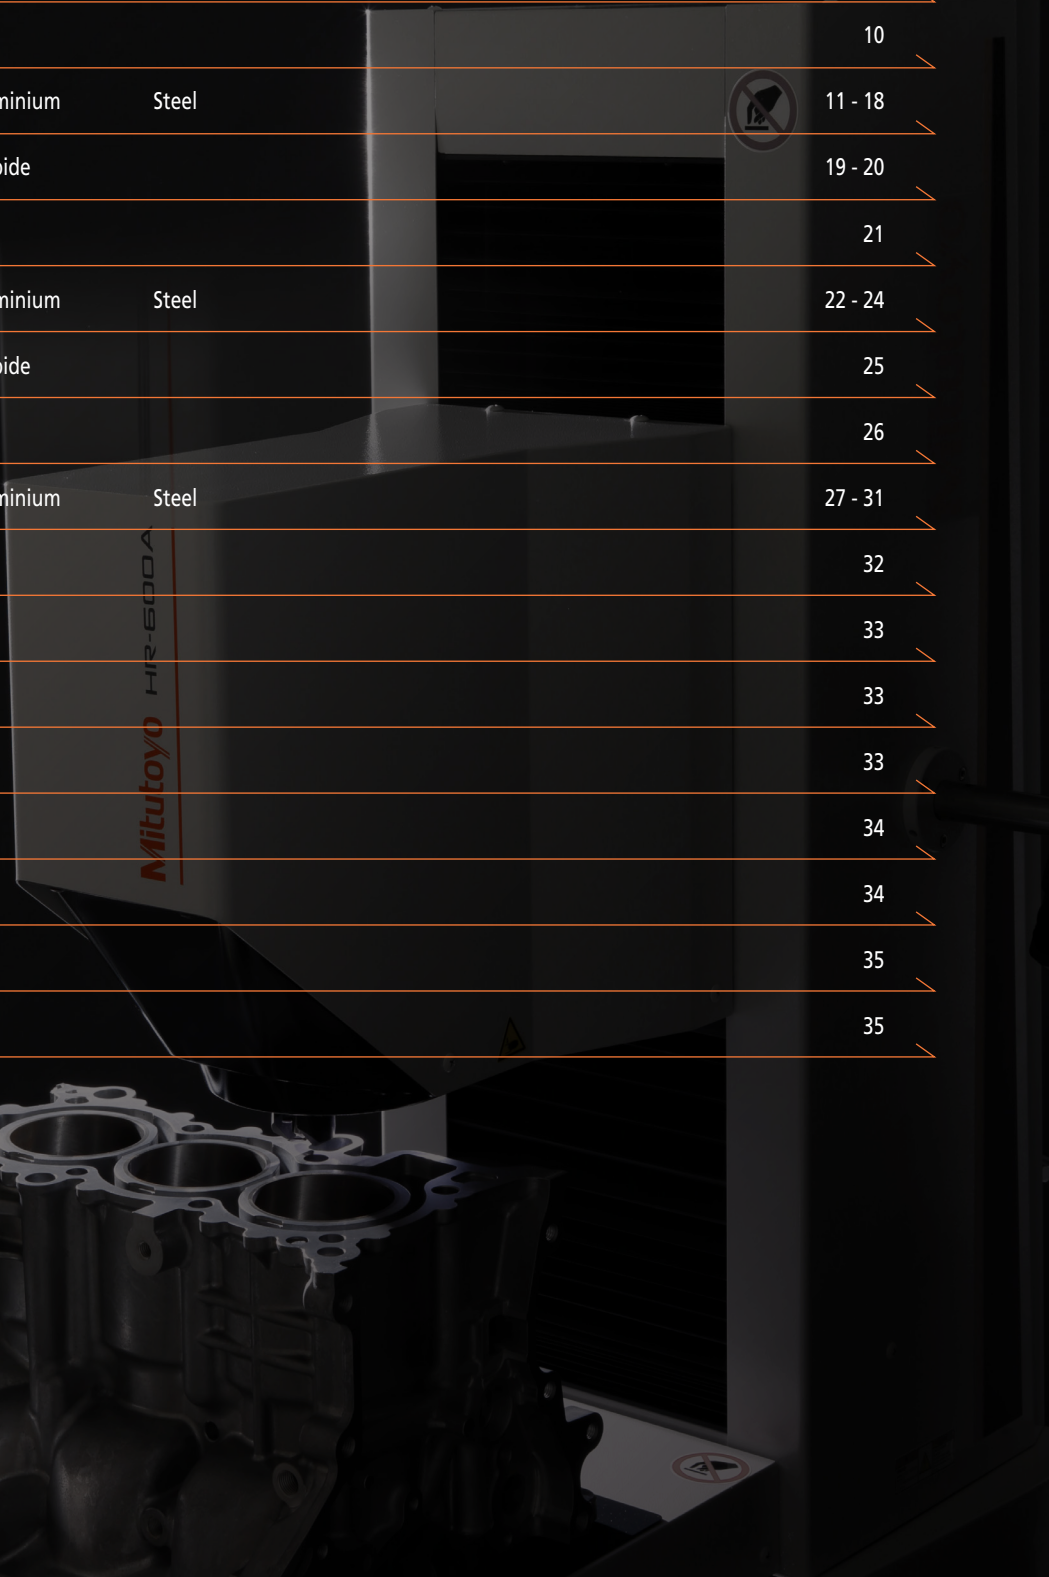 10
minium Steel 11 - 18
bide 19 - 20
21
minium Steel 22 - 24
bide 25
26
minium Steel 27 - 31
32
33
33
33
34
34
35
35
Mitutoyo HR-600A